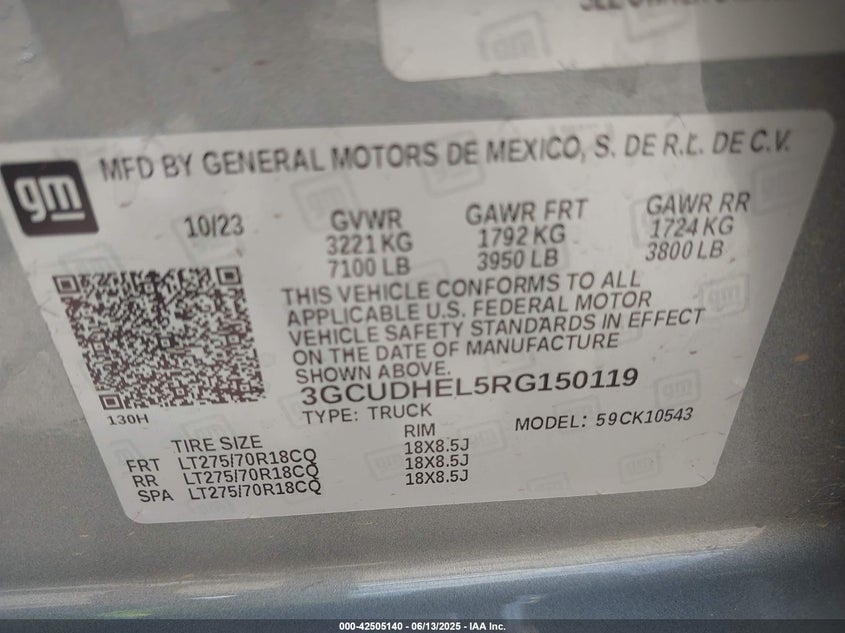 gm
MFD BY GENERAL MOTORS DE MEXICO, S. DE R.L. DE C.V.
10/23
GVWR
3221 KG
7100 LB
GAWR FRT
1792 KG
3950 LB
GAWR RR
1724 KG
3800 LB
THIS VEHICLE CONFORMS TO ALL
APPLICABLE U.S. FEDERAL MOTOR
VEHICLE SAFETY STANDARDS IN EFFECT
ON THE DATE OF MANUFACTURE
SHOWN ABOVE.
3GCUDHEL5RG150119
130H
TYPE: TRUCK
MODEL: 59CK10543
TIRE SIZE
RIM
FRT LT275/70R18CQ 18X8.5J
RR LT275/70R18CQ 18X8.5J
SPA LT275/70R18CQ 18X8.5J
000-42505140 - 06/13/2025 - IAA Inc.